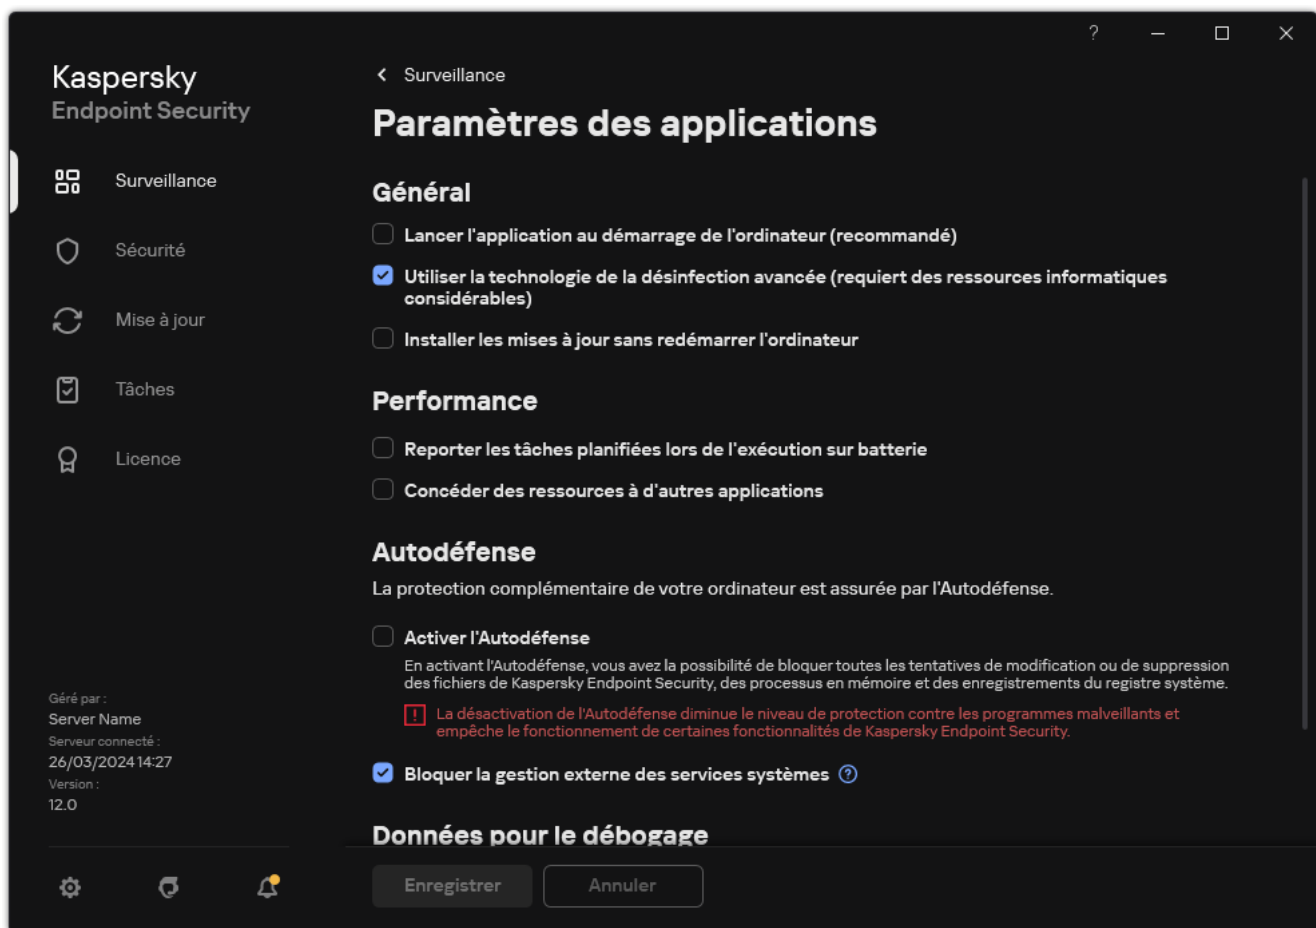 ?
Kaspersky
Endpoint Security
Surveillance
Sécurité
Mise à jour
Tâches
Licence
Géré par :
Server Name
Serveur connecté :
26/03/2024 14:27
Version :
12.0
Surveillance
Paramètres des applications
Général
Lancer l'application au démarrage de l'ordinateur (recommandé)
Utiliser la technologie de la désinfection avancée (requiert des ressources informatiques
considérables)
Installer les mises à jour sans redémarrer l'ordinateur
Performance
Reporter les tâches planifiées lors de l'exécution sur batterie
Concéder des ressources à d'autres applications
Autodéfense
La protection complémentaire de votre ordinateur est assurée par l'Autodéfense.
Activer l'Autodéfense
En activant l'Autodéfense, vous avez la possibilité de bloquer toutes les tentatives de modification ou de suppression
des fichiers de Kaspersky Endpoint Security, des processus en mémoire et des enregistrements du registre système.
La désactivation de l'Autodéfense diminue le niveau de protection contre les programmes malveillants et
empêche le fonctionnement de certaines fonctionnalités de Kaspersky Endpoint Security.
Bloquer la gestion externe des services systèmes ?
Données pour le débogage
Enregistrer
Annuler